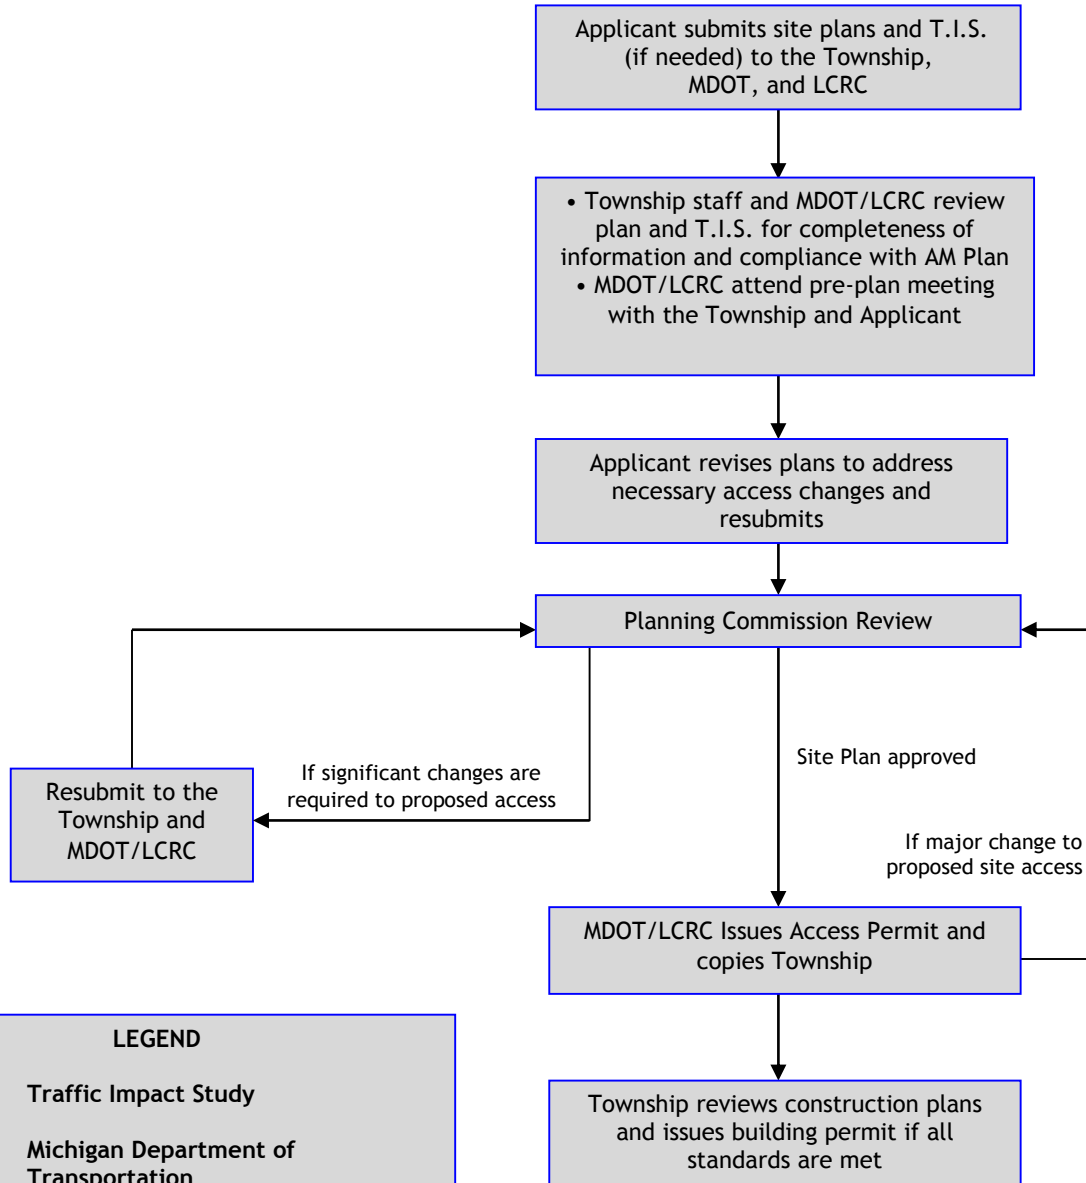 Applicant submits site plans and T.I.S.
(if needed) to the Township,
MDOT, and LCRC
• Township staff and MDOT/LCRC review
plan and T.I.S. for completeness of
information and compliance with AM Plan
• MDOT/LCRC attend pre-plan meeting
with the Township and Applicant
Applicant revises plans to address
necessary access changes and
resubmits
Planning Commission Review
Site Plan approved
If significant changes are
required to proposed access
Resubmit to the
Township and
MDOT/LCRC
If major change to
proposed site access
MDOT/LCRC Issues Access Permit and
copies Township
Township reviews construction plans
and issues building permit if all
standards are met
LEGEND
Traffic Impact Study
Michigan Department of
Transportation